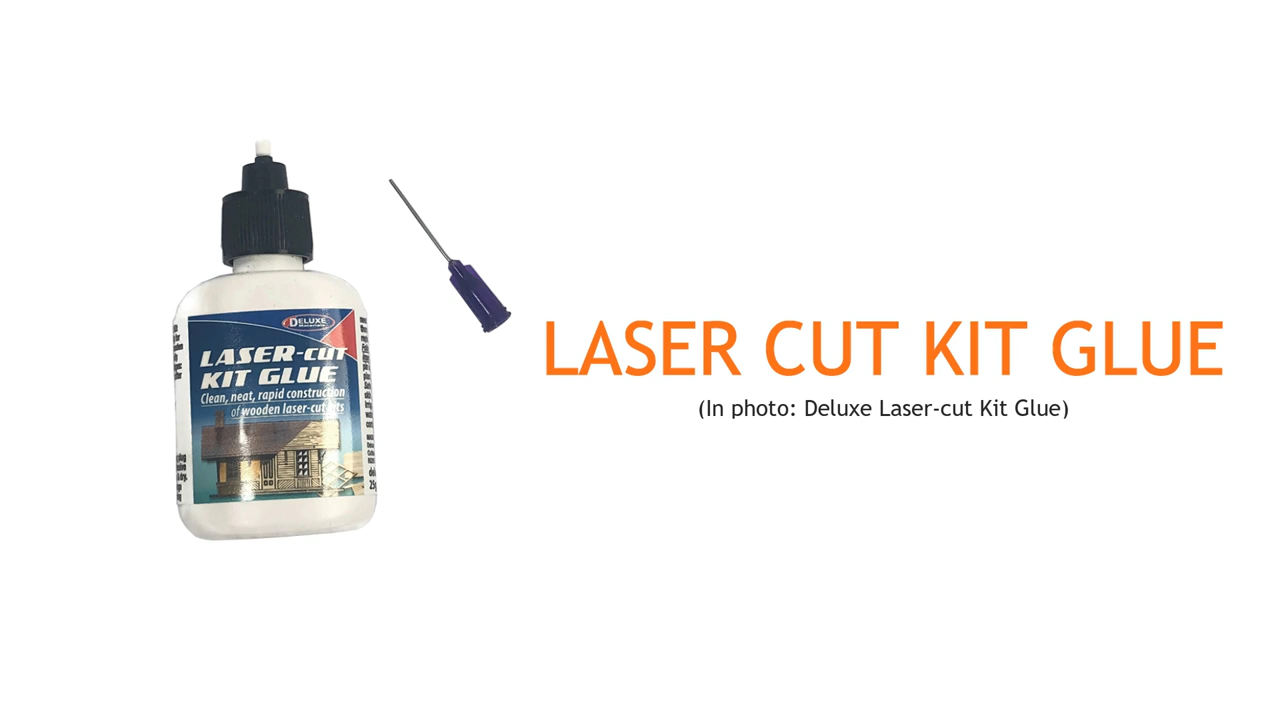 DELUXE
Materials
LASER-CUT
KIT GLUE
Clean, neat, rapid construction
of wooden laser-cut kits
LASER CUT KIT GLUE
(In photo: Deluxe Laser-cut Kit Glue)